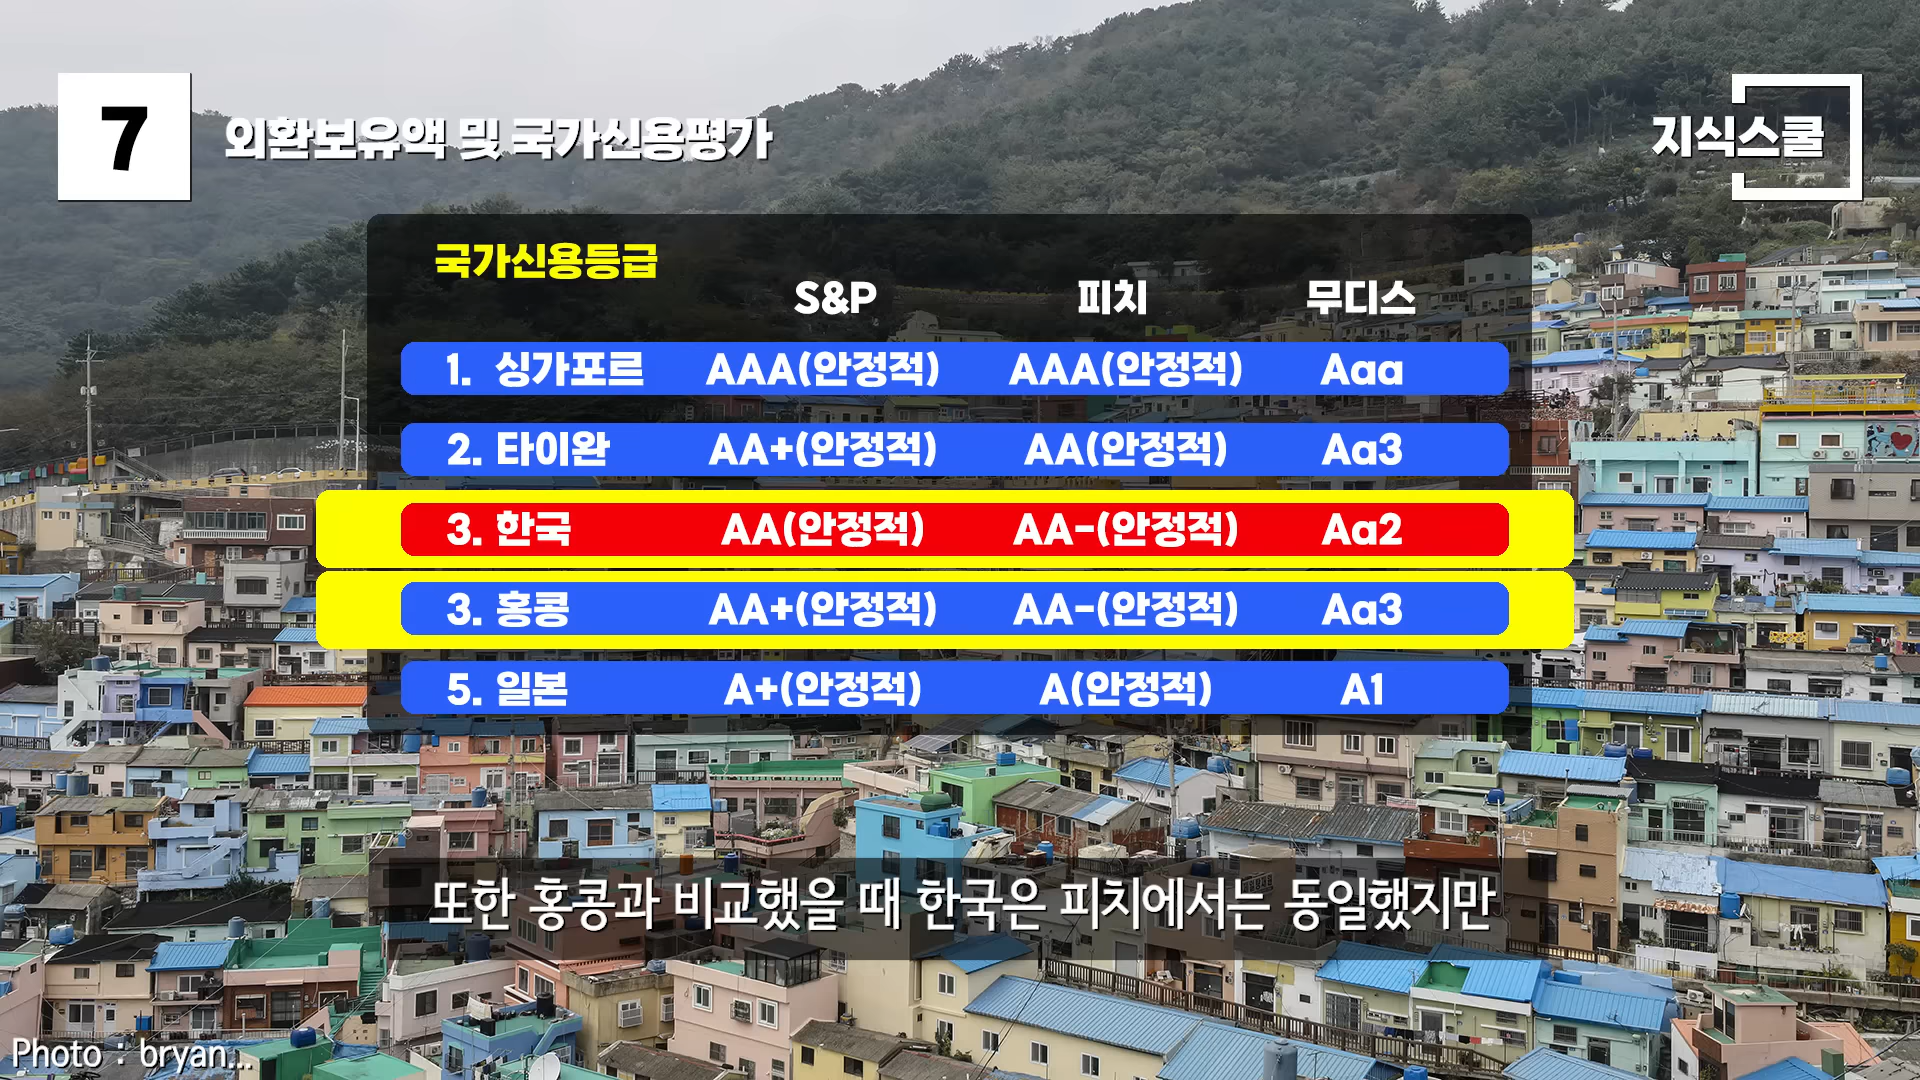 7 외환보유액 및 국가신용평가
지식스쿨
국가신용등급
S&P 피치 무디스
1. 싱가포르 AAA(안정적) AAA(안정적) Aaa
2. 타이완 AA+(안정적) AA(안정적) Aa3
3. 한국 AA(안정적) AA-(안정적) Aa2
3. 홍콩 AA+(안정적) AA-(안정적) Aa3
5. 일본 A+(안정적) A(안정적) A1
또한 홍콩과 비교했을 때 한국은 피치에서는 동일했지만
Photo : bryan...